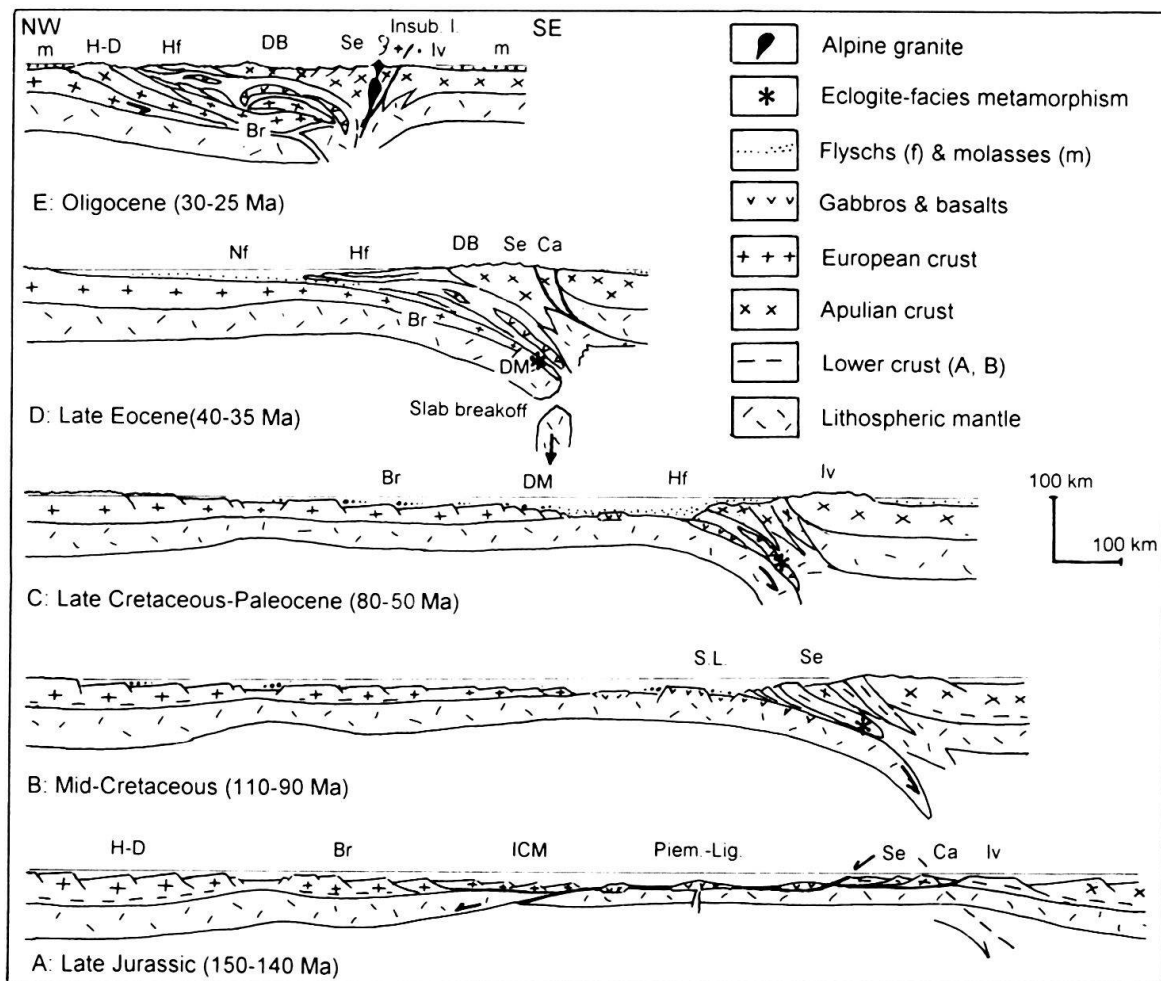 NW
SE
m H-D Hf DB Se Insub. l. Iv m
Br
E: Oligocene (30-25 Ma)
Nf Hf DB Se Ca
Br
DM
Slab breakoff
D: Late Eocene(40-35 Ma)
Br DM Hf Iv
C: Late Cretaceous-Paleocene (80-50 Ma)
S.L. Se
B: Mid-Cretaceous (110-90 Ma)
H-D Br ICM Piem.-Lig. Se Ca Iv
A: Late Jurassic (150-140 Ma)
Alpine granite
Eclogite-facies metamorphism
Flyschs (f) & molasses (m)
Gabbros & basalts
European crust
Apulian crust
Lower crust (A, B)
Lithospheric mantle
100 km
100 km